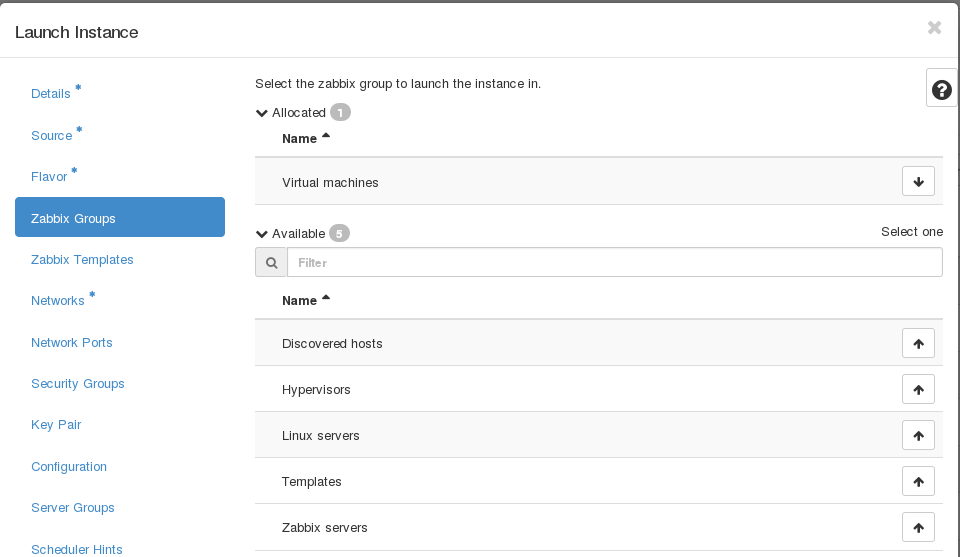 Launch Instance
Details *
Source *
Flavor *
Zabbix Groups
Zabbix Templates
Networks *
Network Ports
Security Groups
Key Pair
Configuration
Server Groups
Scheduler Hints
Select the zabbix group to launch the instance in.
Allocated 1
Name
Virtual machines
Available 5 Select one
Filter
Name
Discovered hosts
Hypervisors
Linux servers
Templates
Zabbix servers